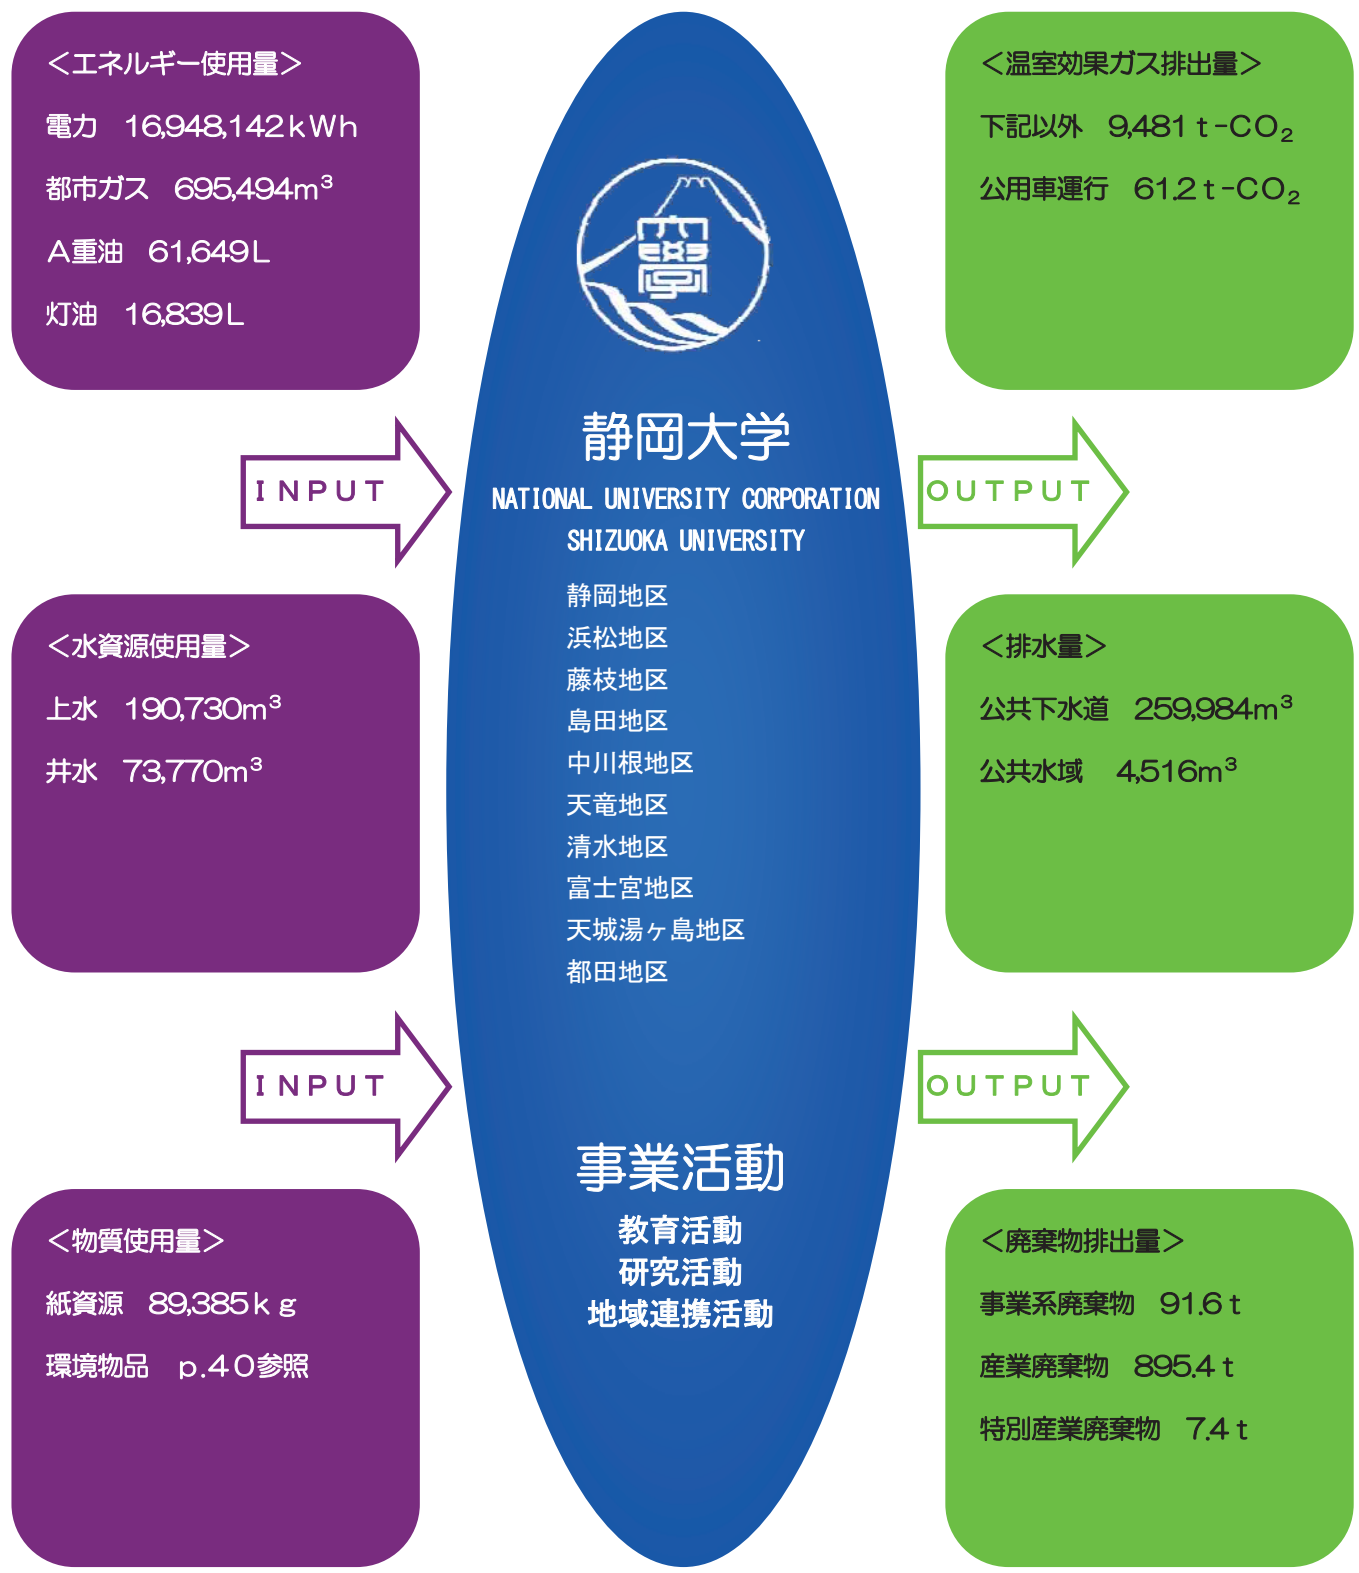 ＜エネルギー使用量＞
電力　16,948,142ｋWh
都市ガス　695,494m³
Ａ重油　61,649Ｌ
灯油　16,839Ｌ
ＩＮＰＵＴ
＜水資源使用量＞
上水　190,730m³
井水　73,770m³
ＩＮＰＵＴ
＜物質使用量＞
紙資源　89,385ｋｇ
環境物品　ｐ.４０参照
大學
静岡大学
NATIONAL UNIVERSITY CORPORATION
SHIZUOKA UNIVERSITY
静岡地区
浜松地区
藤枝地区
島田地区
中川根地区
天竜地区
清水地区
富士宮地区
天城湯ヶ島地区
都田地区
事業活動
教育活動
研究活動
地域連携活動
＜温室効果ガス排出量＞
下記以外　9,481ｔ-CO₂
公用車運行　61.2ｔ-CO₂
ＯＵＴＰＵＴ
＜排水量＞
公共下水道　259,984m³
公共水域　4,516m³
ＯＵＴＰＵＴ
＜廃棄物排出量＞
事業系廃棄物　91.6ｔ
産業廃棄物　895.4ｔ
特別産業廃棄物　7.4ｔ